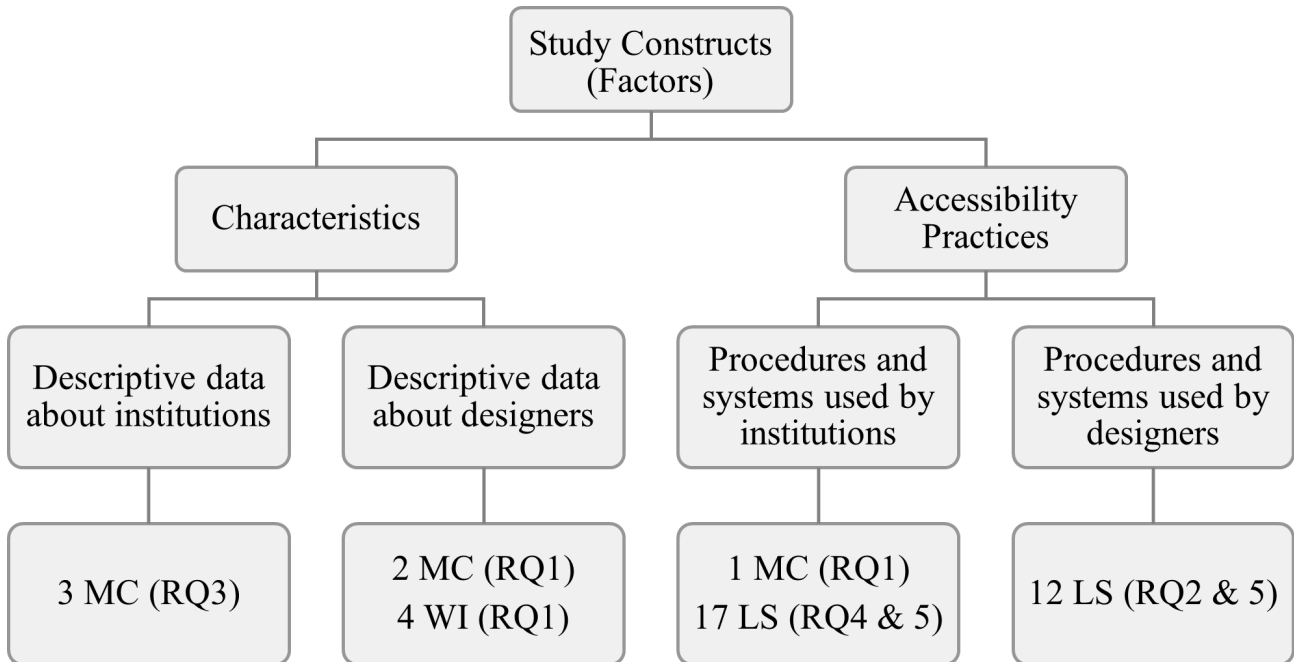 Study Constructs
(Factors)
Characteristics
Accessibility
Practices
Descriptive data
about institutions
Descriptive data
about designers
Procedures and
systems used by
institutions
Procedures and
systems used by
designers
3 MC (RQ3)
2 MC (RQ1)
4 WI (RQ1)
1 MC (RQ1)
17 LS (RQ4 & 5)
12 LS (RQ2 & 5)